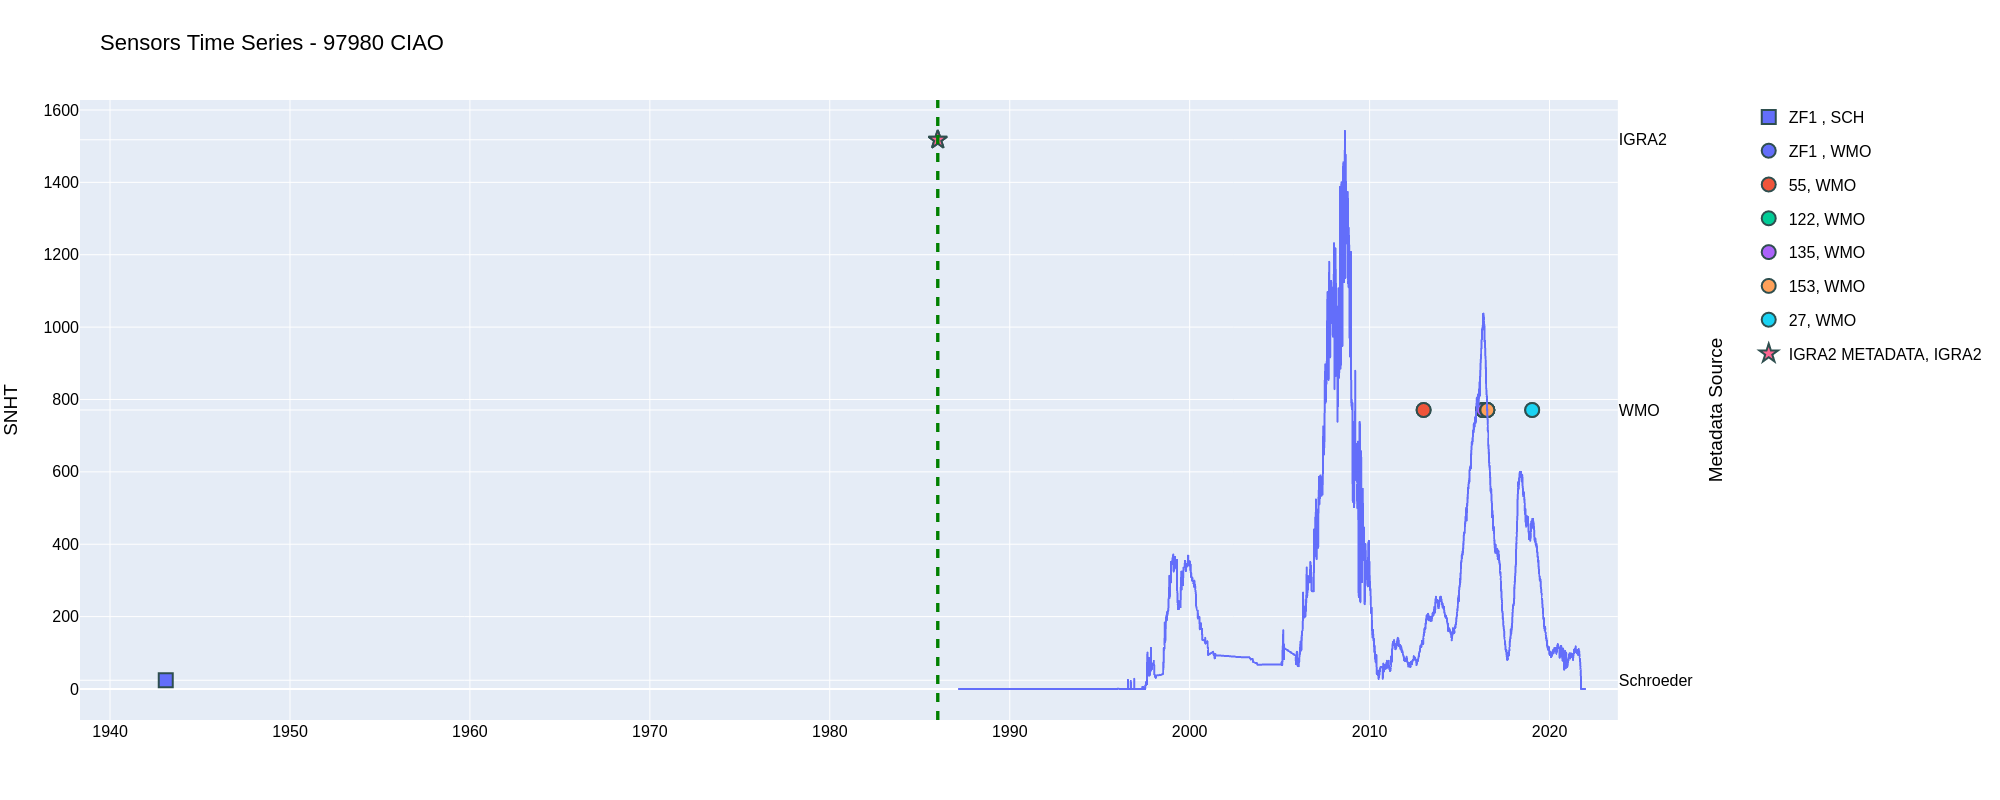 Sensors Time Series - 97980 CIAO
SNHT
1600
1400
1200
1000
800
600
400
200
0
1940
1950
1960
1970
1980
1990
2000
2010
2020
IGRA2
WMO
Schroeder
Metadata Source
ZF1 , SCH
ZF1 , WMO
55, WMO
122, WMO
135, WMO
153, WMO
27, WMO
IGRA2 METADATA, IGRA2